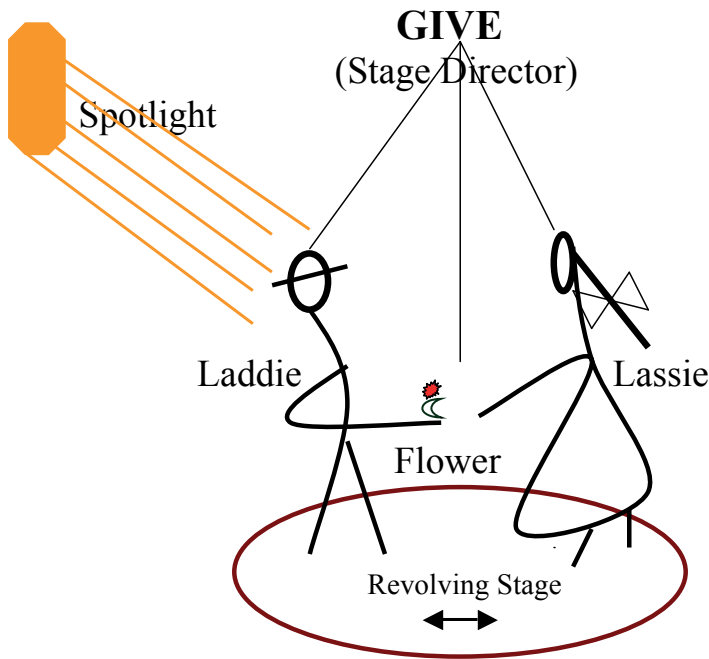 GIVE
(Stage Director)
Spotlight
Laddie
Lassie
Flower
Revolving Stage